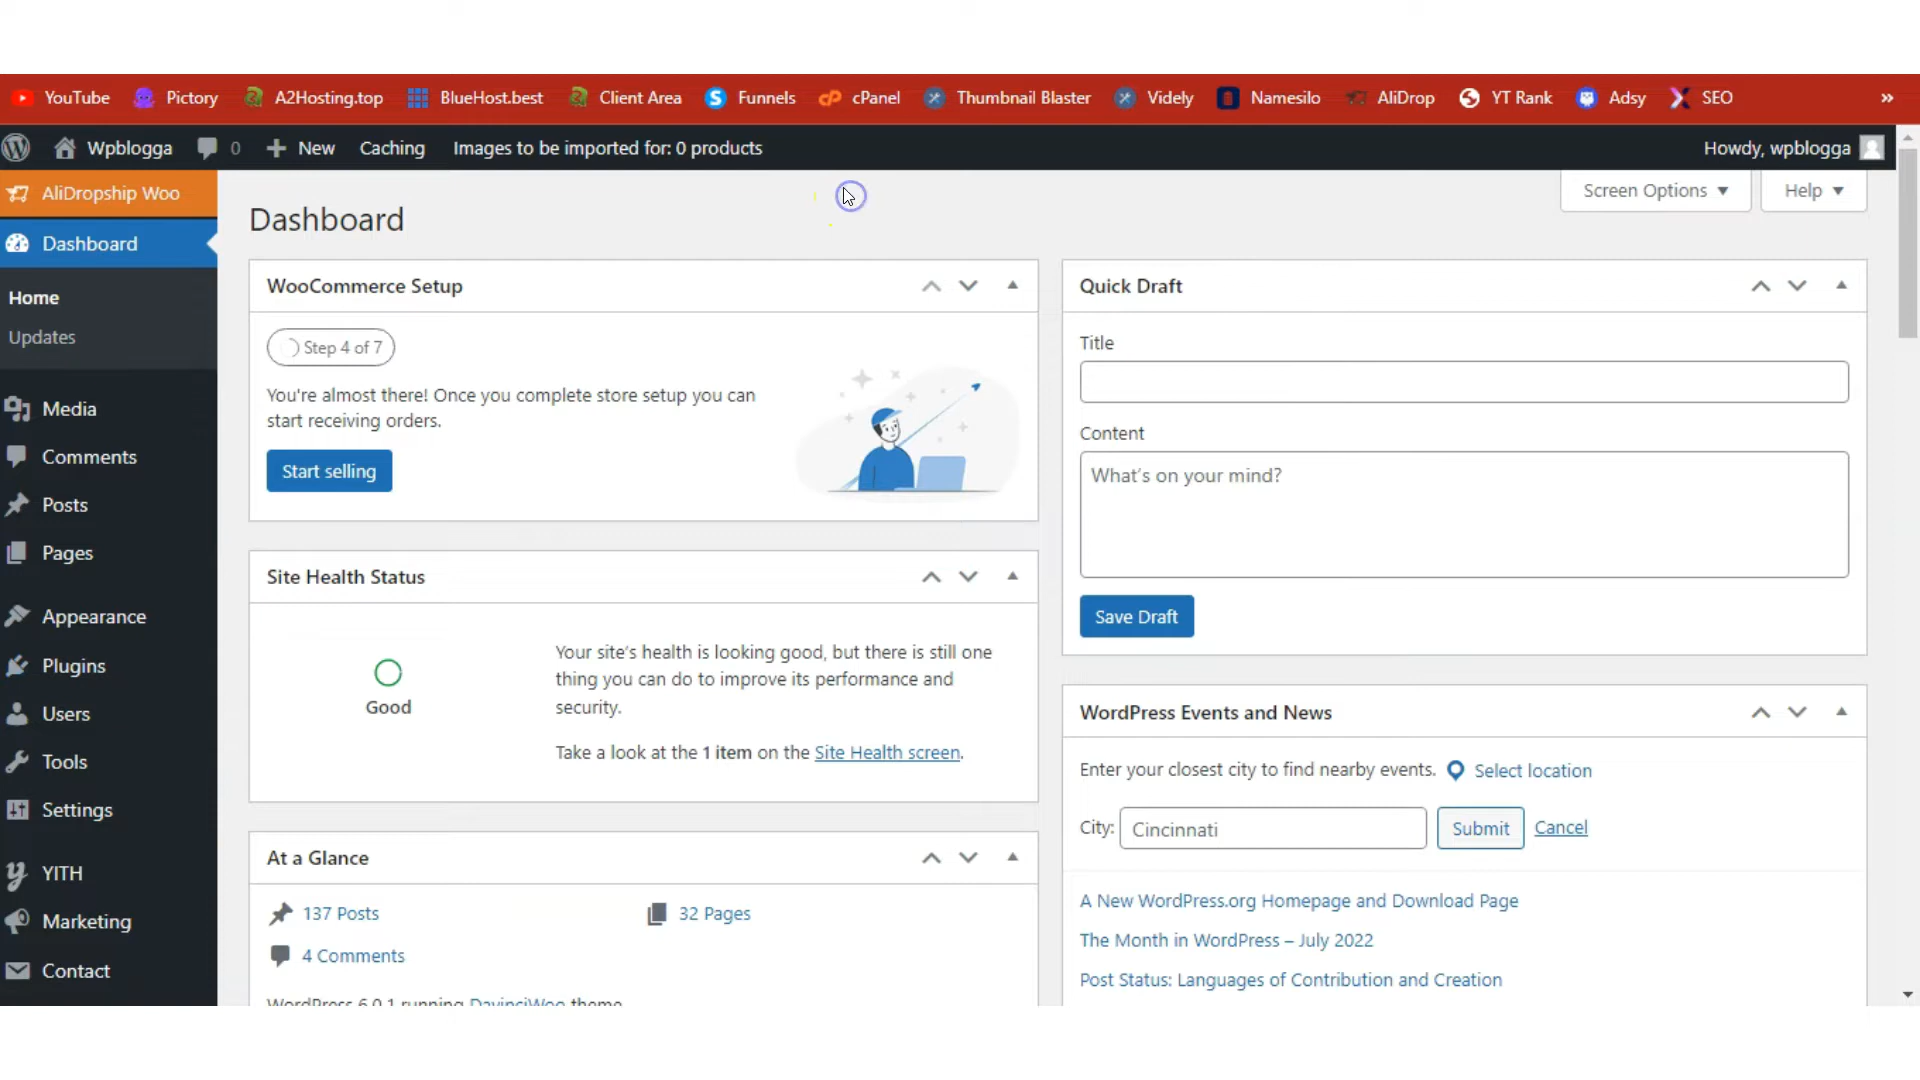 YouTube Pictory A2Hosting.top BlueHost.best Client Area Funnels cPanel Thumbnail Blaster Videly Namesilo AliDrop YT Rank Adsy SEO »
Wpblogga 0 + New Caching Images to be imported for: 0 products Howdy, wpblogga
AliDropship Woo
Dashboard
Home
Updates
Media
Comments
Posts
Pages
Appearance
Plugins
Users
Tools
Settings
YITH
Marketing
Contact
Screen Options Help
Dashboard
WooCommerce Setup
Step 4 of 7
You're almost there! Once you complete store setup you can
start receiving orders.
Start selling
Site Health Status
Good
Your site's health is looking good, but there is still one
thing you can do to improve its performance and
security.
Take a look at the 1 item on the Site Health screen.
At a Glance
137 Posts 32 Pages
4 Comments
WordPress 6.0.1 running DavinciWoo theme
Quick Draft
Title
Content
What's on your mind?
Save Draft
WordPress Events and News
Enter your closest city to find nearby events. Select location
City: Cincinnati Submit Cancel
A New WordPress.org Homepage and Download Page
The Month in WordPress – July 2022
Post Status: Languages of Contribution and Creation